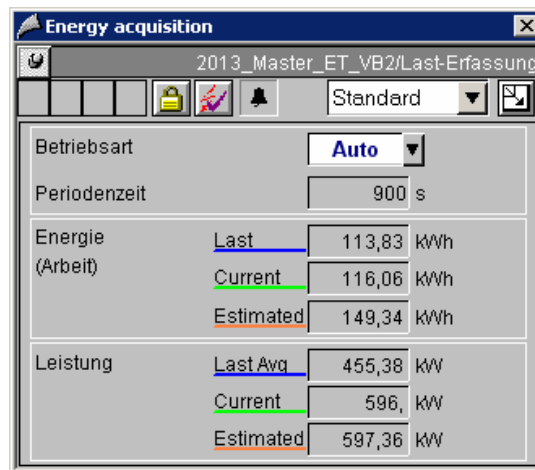 Energy acquisition
2013_Master_ET_VB2/Last-Erfassung
Standard
Betriebsart Auto
Periodenzeit 900 s
Energie Last 113,83 kWh
(Arbeit)
Current 116,06 kWh
Estimated 149,34 kWh
Leistung Last Avg 455,38 kW
Current 596, kW
Estimated 597,36 kW